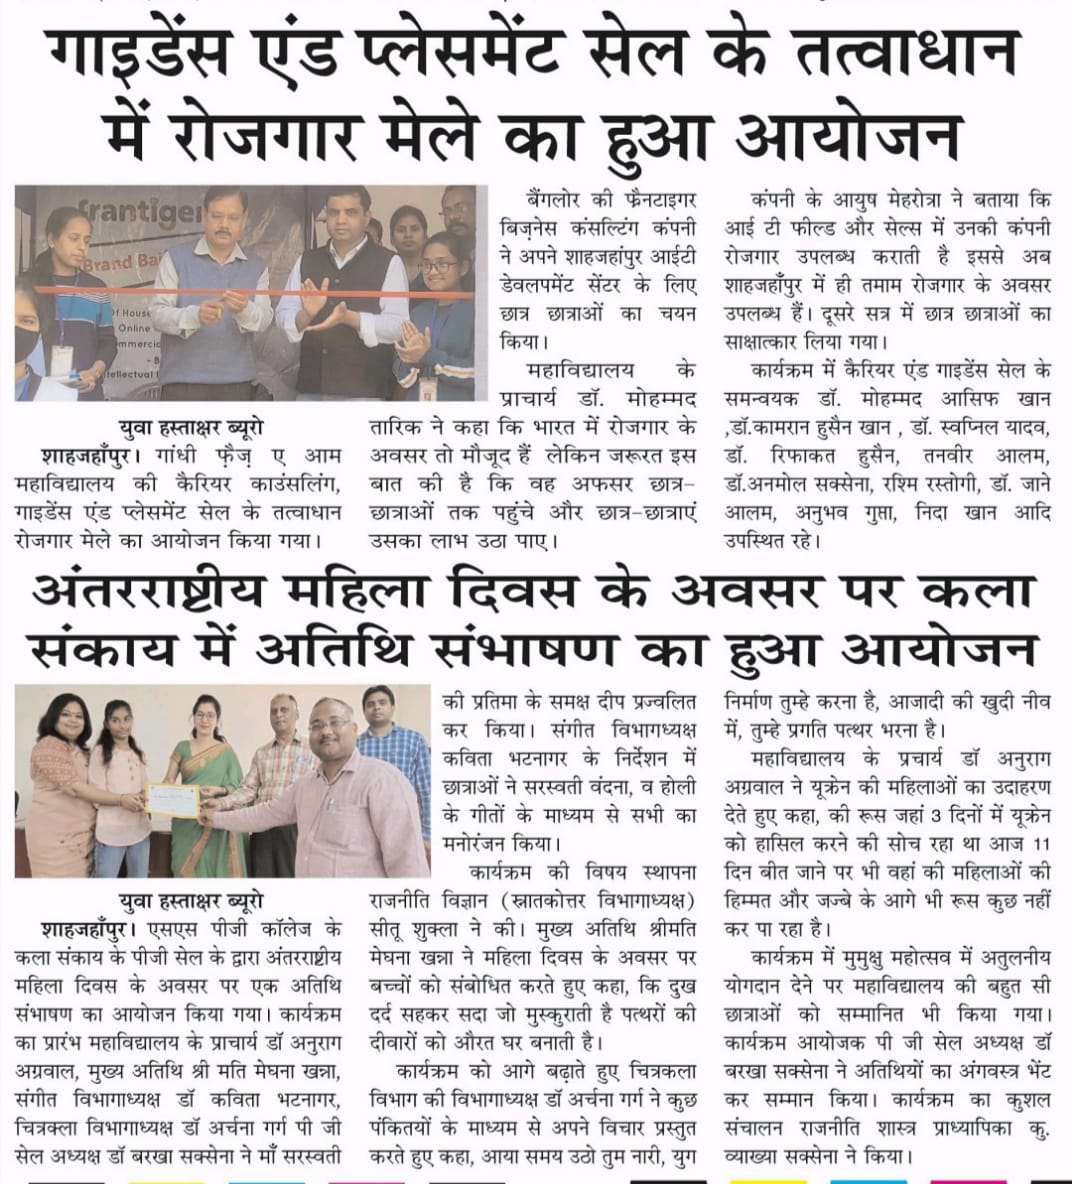 गाइडेंस एंड प्लेसमेंट सेल के तत्वाधान
में रोजगार मेले का हुआ आयोजन
frantiger
Brand Bai
Of House
Online
ommercia
- B
tellectual
युवा हस्ताक्षर ब्यूरो
शाहजहाँपुर। गांधी फ़ैज़ ए आम
महाविद्यालय की कैरियर काउंसलिंग,
गाइडेंस एंड प्लेसमेंट सेल के तत्वाधान
रोजगार मेले का आयोजन किया गया।
बैंगलोर की फ्रैनटाइगर
बिज़नेस कंसल्टिंग कंपनी
ने अपने शाहजहांपुर आईटी
डेवलपमेंट सेंटर के लिए
छात्र छात्राओं का चयन
किया।
महाविद्यालय के
प्राचार्य डॉ. मोहम्मद
तारिक ने कहा कि भारत में रोजगार के
अवसर तो मौजूद हैं लेकिन जरूरत इस
बात की है कि वह अफसर छात्र-
छात्राओं तक पहुंचे और छात्र-छात्राएं
उसका लाभ उठा पाए।
कंपनी के आयुष मेहरोत्रा ने बताया कि
आई टी फील्ड और सेल्स में उनकी कंपनी
रोजगार उपलब्ध कराती है इससे अब
शाहजहाँपुर में ही तमाम रोजगार के अवसर
उपलब्ध हैं। दूसरे सत्र में छात्र छात्राओं का
साक्षात्कार लिया गया।
कार्यक्रम में कैरियर एंड गाइडेंस सेल के
समन्वयक डॉ. मोहम्मद आसिफ खान
,डॉ.कामरान हुसैन खान , डॉ. स्वप्निल यादव,
डॉ. रिफाकत हुसैन, तनवीर आलम,
डॉ.अनमोल सक्सेना, रश्मि रस्तोगी, डॉ. जाने
आलम, अनुभव गुप्ता, निदा खान आदि
उपस्थित रहे।
अंतरराष्ट्रीय महिला दिवस के अवसर पर कला
संकाय में अतिथि संभाषण का हुआ आयोजन
युवा हस्ताक्षर ब्यूरो
शाहजहाँपुर। एसएस पीजी कॉलेज के
कला संकाय के पीजी सेल के द्वारा अंतरराष्ट्रीय
महिला दिवस के अवसर पर एक अतिथि
संभाषण का आयोजन किया गया। कार्यक्रम
का प्रारंभ महाविद्यालय के प्राचार्य डॉ अनुराग
अग्रवाल, मुख्य अतिथि श्री मति मेघना खन्ना,
संगीत विभागाध्यक्ष डॉ कविता भटनागर,
चित्रक्ला विभागाध्यक्ष डॉ अर्चना गर्ग पी जी
सेल अध्यक्ष डॉ बरखा सक्सेना ने माँ सरस्वती
की प्रतिमा के समक्ष दीप प्रज्वलित
कर किया। संगीत विभागध्यक्ष
कविता भटनागर के निर्देशन में
छात्राओं ने सरस्वती वंदना, व होली
के गीतों के माध्यम से सभी का
मनोरंजन किया।
कार्यक्रम की विषय स्थापना
राजनीति विज्ञान (स्नातकोत्तर विभागाध्यक्ष)
सीतू शुक्ला ने की। मुख्य अतिथि श्रीमति
मेघना खन्ना ने महिला दिवस के अवसर पर
बच्चों को संबोधित करते हुए कहा, कि दुख
दर्द सहकर सदा जो मुस्कुराती है पत्थरों की
दीवारों को औरत घर बनाती है।
कार्यक्रम को आगे बढ़ाते हुए चित्रकला
विभाग की विभागाध्यक्ष डॉ अर्चना गर्ग ने कुछ
पंकितयों के माध्यम से अपने विचार प्रस्तुत
करते हुए कहा, आया समय उठो तुम नारी, युग
निर्माण तुम्हे करना है, आजादी की खुदी नीव
में, तुम्हे प्रगति पत्थर भरना है।
महाविद्यालय के प्रचार्य डॉ अनुराग
अग्रवाल ने यूक्रेन की महिलाओं का उदाहरण
देते हुए कहा, की रूस जहां 3 दिनों में यूक्रेन
को हासिल करने की सोच रहा था आज 11
दिन बीत जाने पर भी वहां की महिलाओं की
हिम्मत और जज्बे के आगे भी रूस कुछ नहीं
कर पा रहा है।
कार्यक्रम में मुमुक्षु महोत्सव में अतुलनीय
योगदान देने पर महाविद्यालय की बहुत सी
छात्राओं को सम्मानित भी किया गया।
कार्यक्रम आयोजक पी जी सेल अध्यक्ष डॉ
बरखा सक्सेना ने अतिथियों का अंगवस्त्र भेंट
कर सम्मान किया। कार्यक्रम का कुशल
संचालन राजनीति शास्त्र प्राध्यापिका कु.
व्याख्या सक्सेना ने किया।